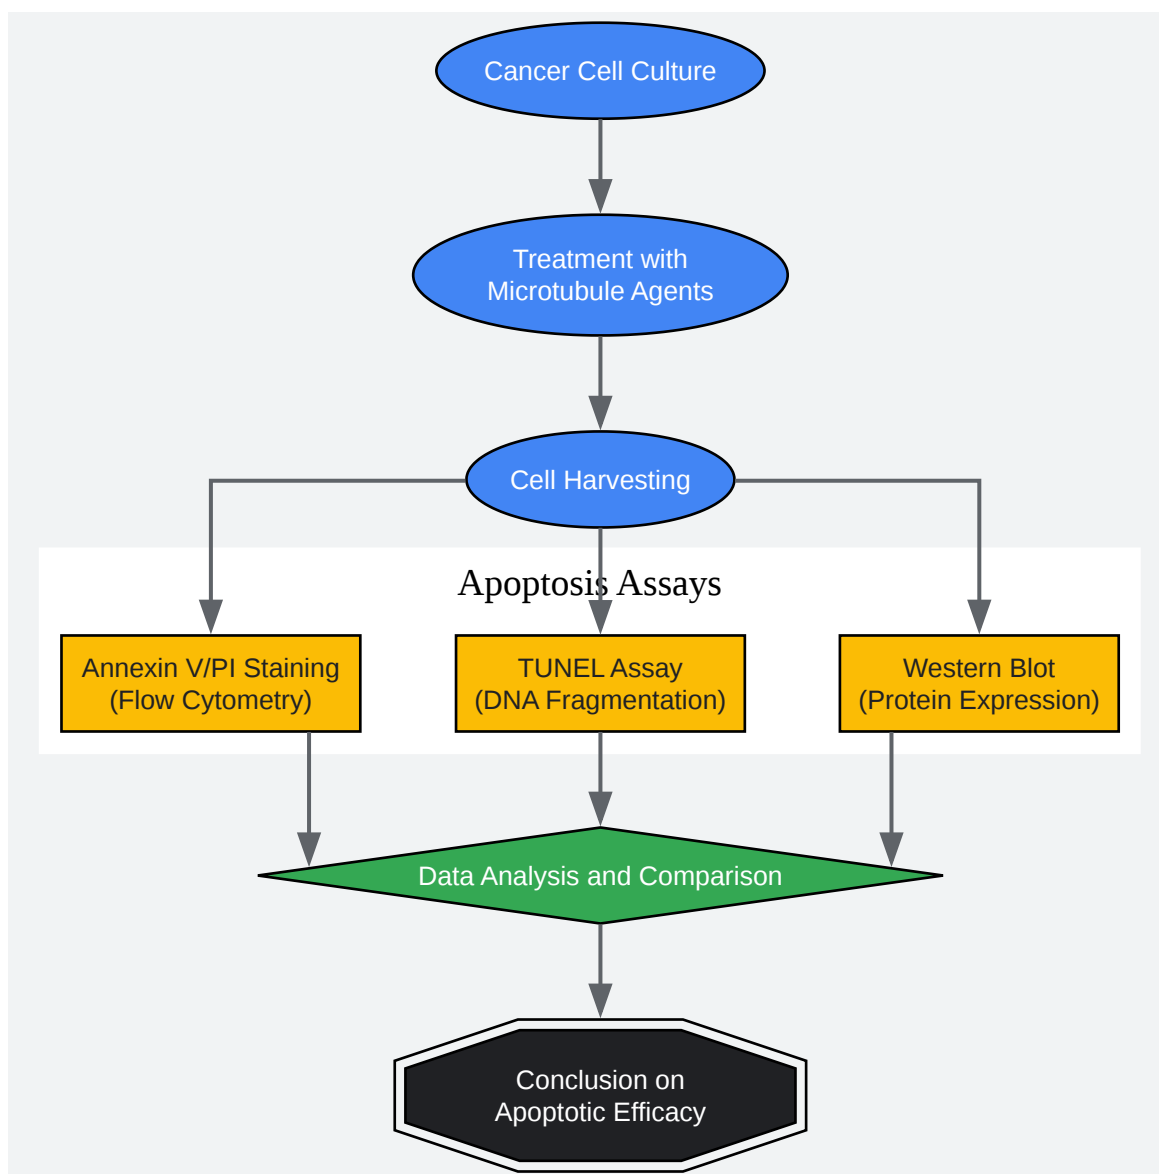 Cancer Cell Culture
Treatment with
Microtubule Agents
Cell Harvesting
Apoptosis Assays
Annexin V/PI Staining
(Flow Cytometry)
TUNEL Assay
(DNA Fragmentation)
Western Blot
(Protein Expression)
Data Analysis and Comparison
Conclusion on
Apoptotic Efficacy